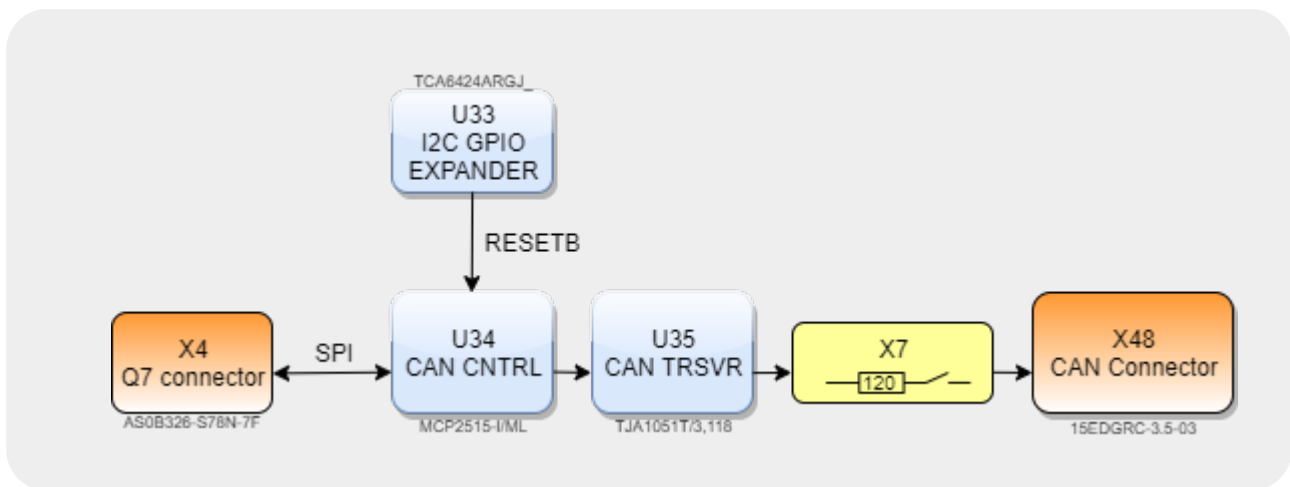 TCA6424ARGJ_
U33
I2C GPIO
EXPANDER
RESETB
X4
Q7 connector
AS0B326-S78N-7F
SPI
U34
CAN CNTRL
MCP2515-I/ML
U35
CAN TRSVR
TJA1051T/3,118
X7
120
X48
CAN Connector
15EDGRC-3.5-03